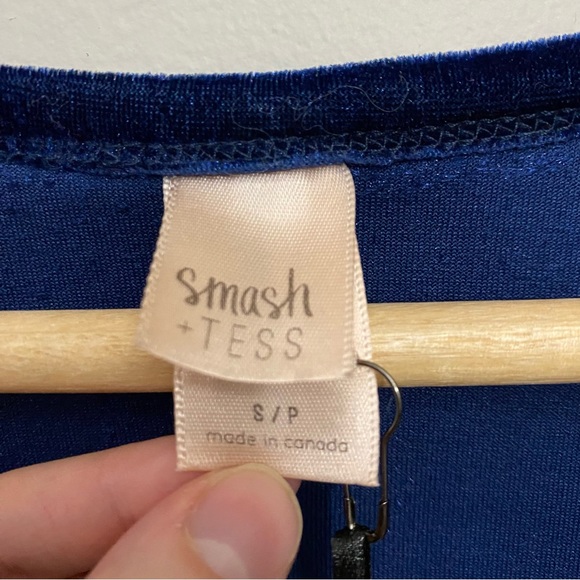 smash
+ TESS
S / P
made in canada